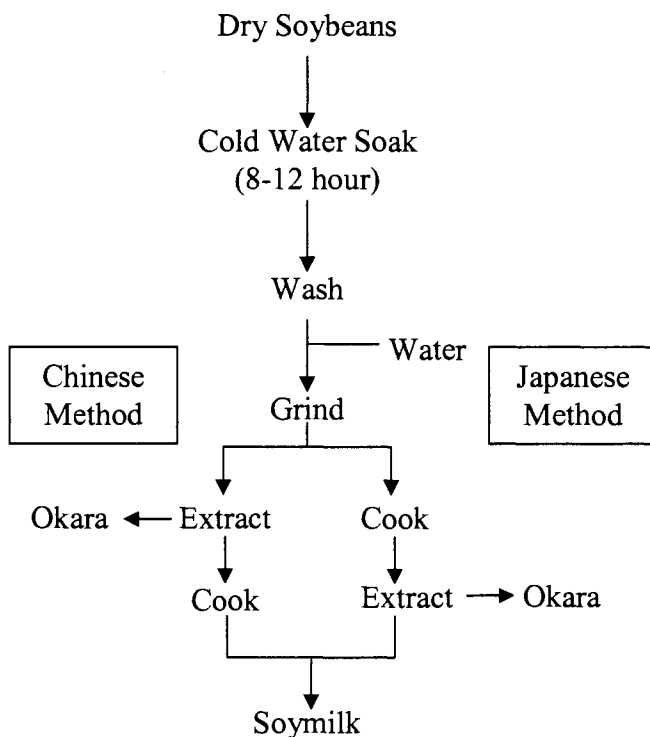 Dry Soybeans
Cold Water Soak
(8-12 hour)
Wash
Water
Chinese
Method
Japanese
Method
Grind
Okara
Extract
Cook
Cook
Extract
Okara
Soymilk